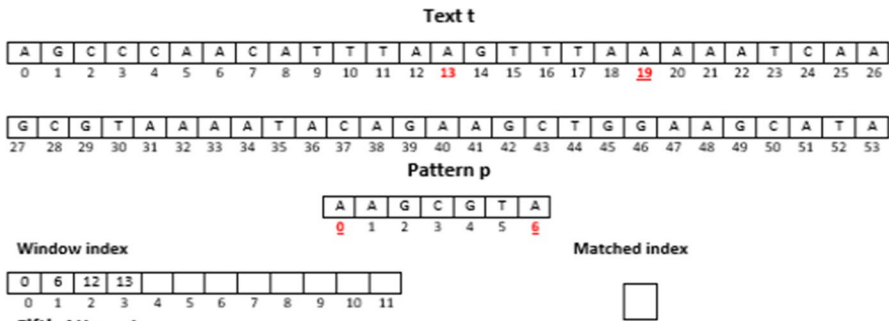 Text t
A G C C C A A C A T T T A A G T T T A A A A A T C A A
0 1 2 3 4 5 6 7 8 9 10 11 12 13 14 15 16 17 18 19 20 21 22 23 24 25 26
G C G T A A A A T A C A G A A G C T G G A A G C A T A
27 28 29 30 31 32 33 34 35 36 37 38 39 40 41 42 43 44 45 46 47 48 49 50 51 52 53
Pattern p
A A G C G T A
0 1 2 3 4 5 6
Window index Matched index
0 6 12 13
0 1 2 3 4 5 6 7 8 9 10 11